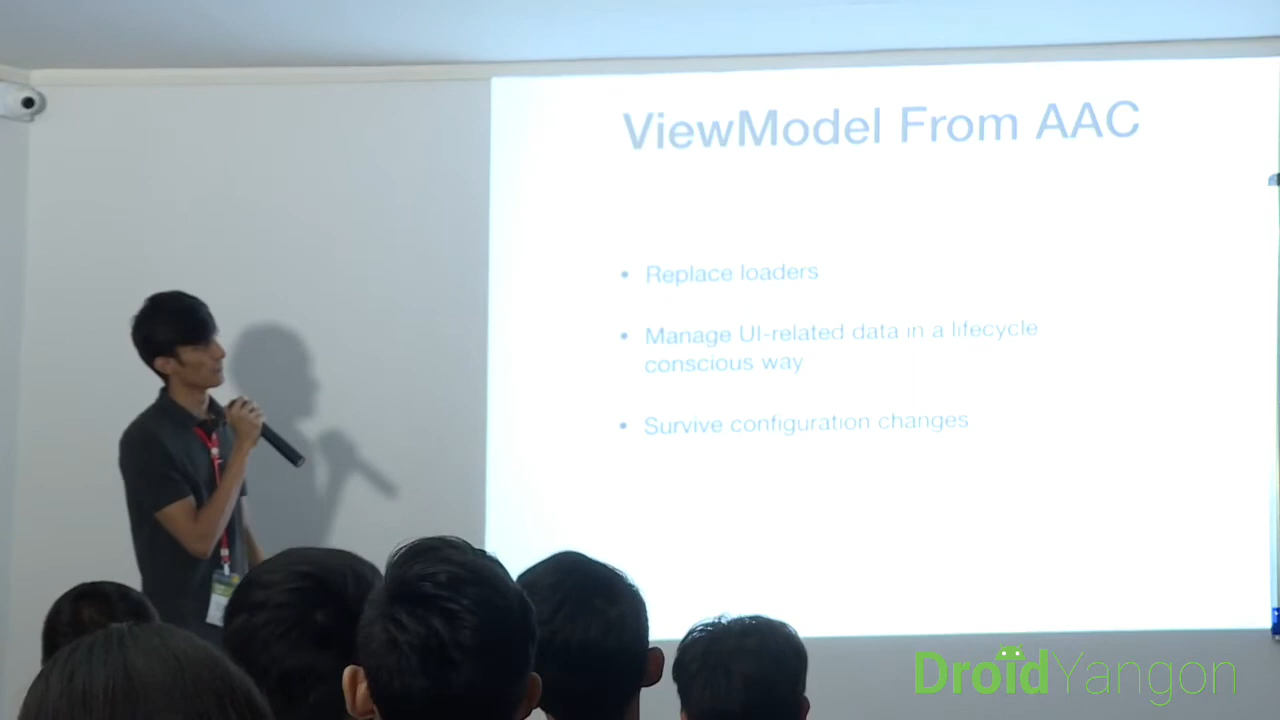 ViewModel From AAC
• Replace loaders
• Manage UI-related data in a lifecycle
conscious way
• Survive configuration changes
DroidYangon